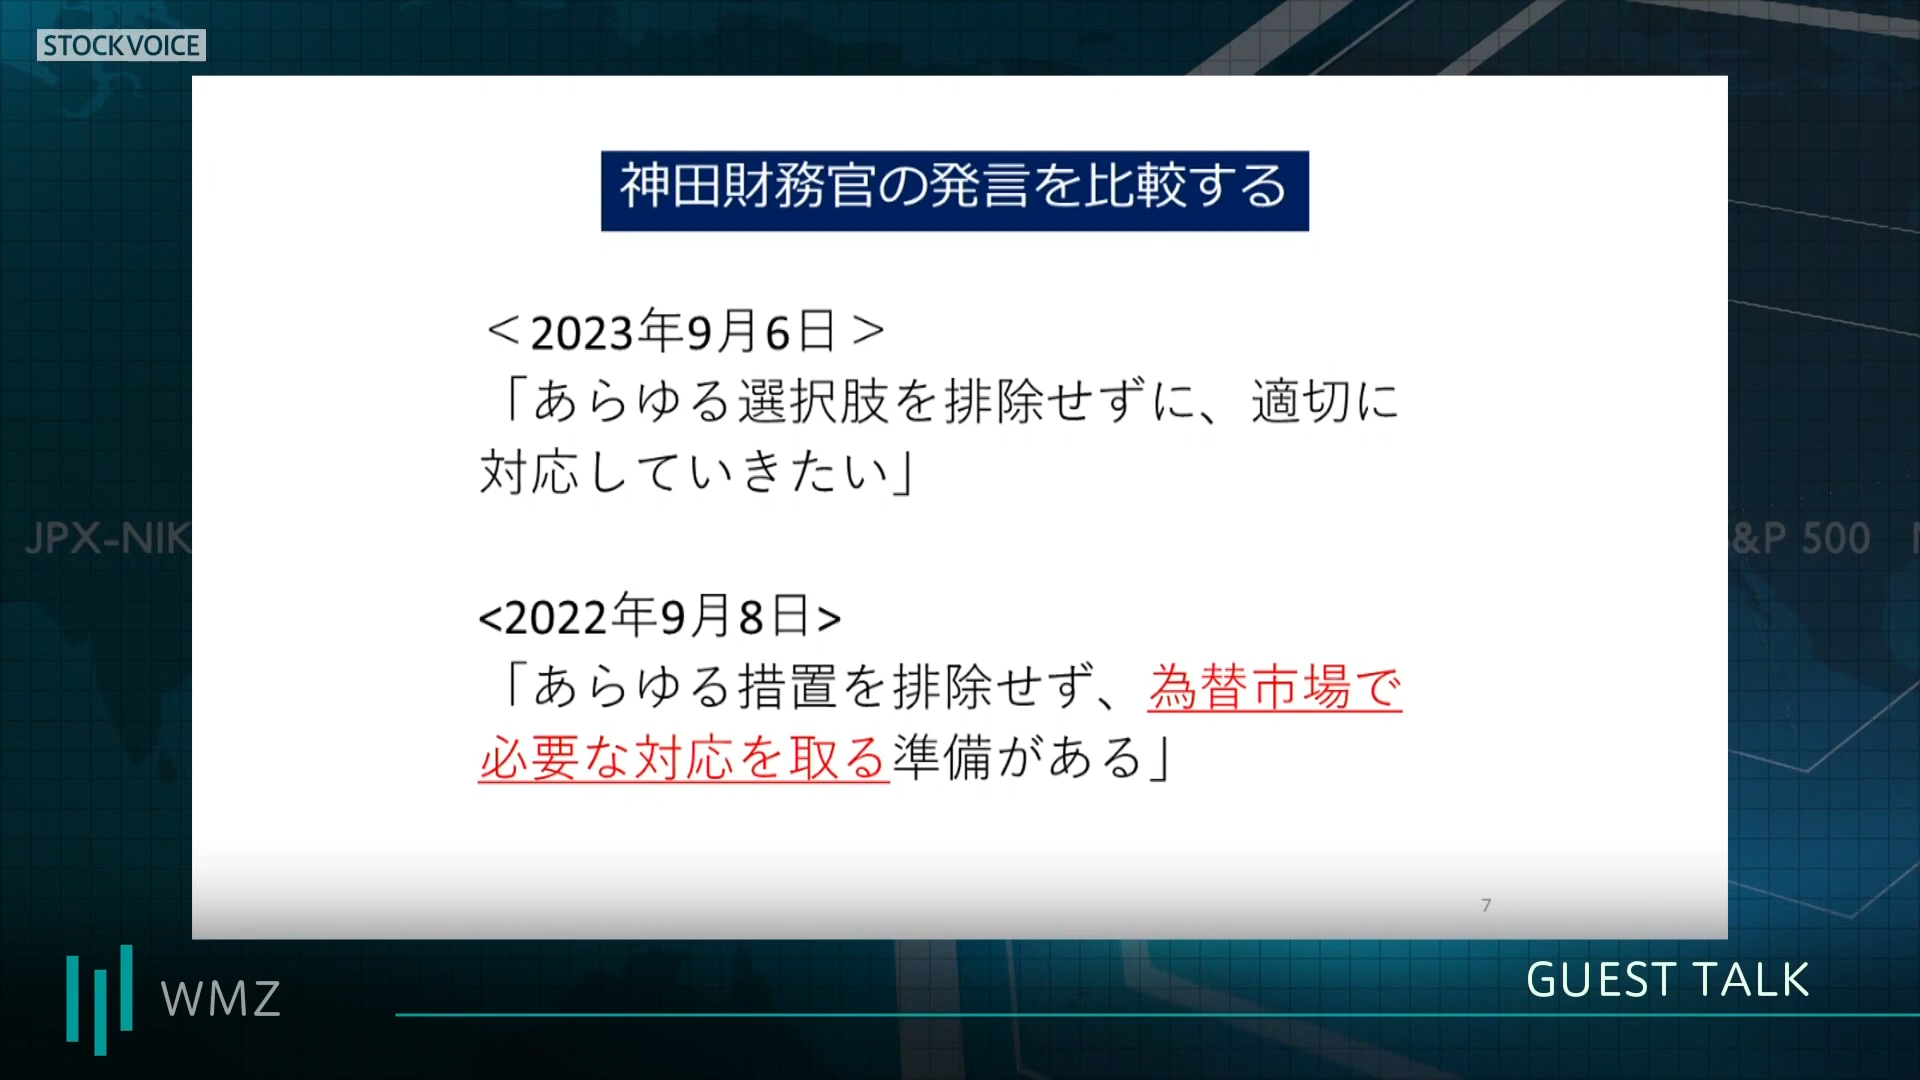 STOCKVOICE
神田財務官の発言を比較する
＜2023年9月6日＞
「あらゆる選択肢を排除せずに、適切に
対応していきたい」
JPX-NIK
&P 500
<2022年9月8日>
「あらゆる措置を排除せず、為替市場で
必要な対応を取る準備がある」
7
WMZ
GUEST TALK